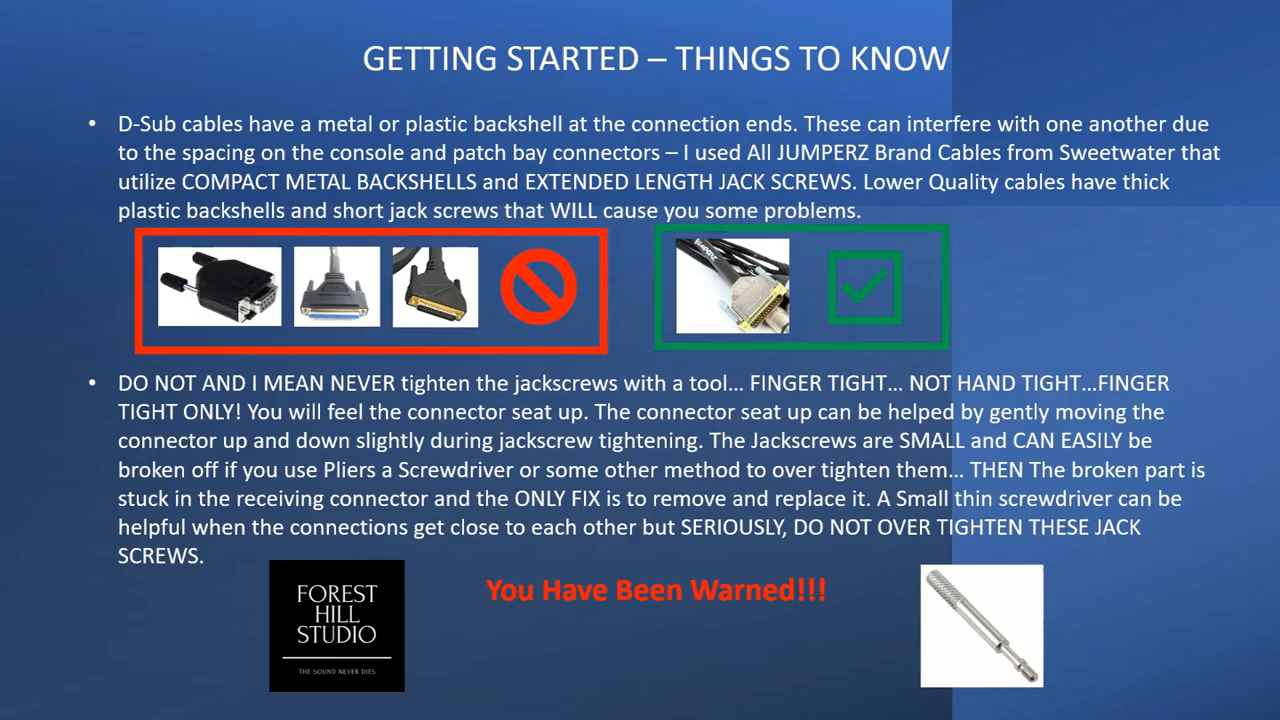 GETTING STARTED – THINGS TO KNOW
• D-Sub cables have a metal or plastic backshell at the connection ends. These can interfere with one another due
to the spacing on the console and patch bay connectors – I used All JUMPERZ Brand Cables from Sweetwater that
utilize COMPACT METAL BACKSHELLS and EXTENDED LENGTH JACK SCREWS. Lower Quality cables have thick
plastic backshells and short jack screws that WILL cause you some problems.
• DO NOT AND I MEAN NEVER tighten the jackscrews with a tool… FINGER TIGHT… NOT HAND TIGHT…FINGER
TIGHT ONLY! You will feel the connector seat up. The connector seat up can be helped by gently moving the
connector up and down slightly during jackscrew tightening. The Jackscrews are SMALL and CAN EASILY be
broken off if you use Pliers a Screwdriver or some other method to over tighten them… THEN The broken part is
stuck in the receiving connector and the ONLY FIX is to remove and replace it. A Small thin screwdriver can be
helpful when the connections get close to each other but SERIOUSLY, DO NOT OVER TIGHTEN THESE JACK
SCREWS.
You Have Been Warned!!!
FOREST
HILL
STUDIO
THE SOUND NEVER DIES